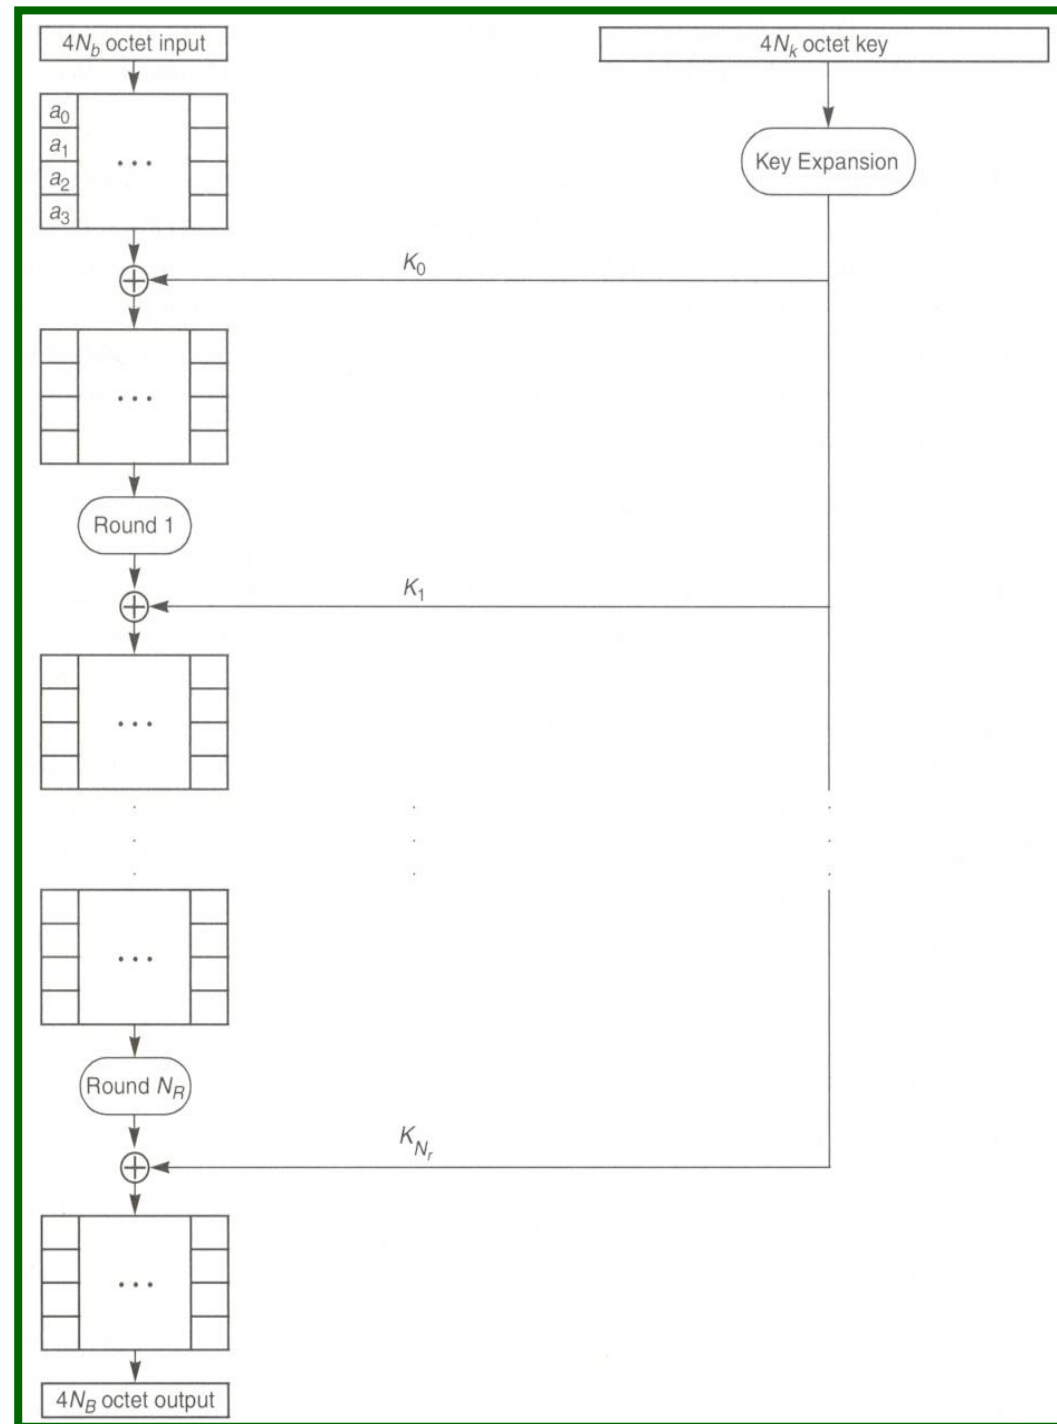 4N_b octet input
4N_k octet key
a_0
a_1
a_2
a_3
...
Key Expansion
K_0
...
Round 1
K_1
...
...
Round N_R
K_{N_r}
...
4N_B octet output